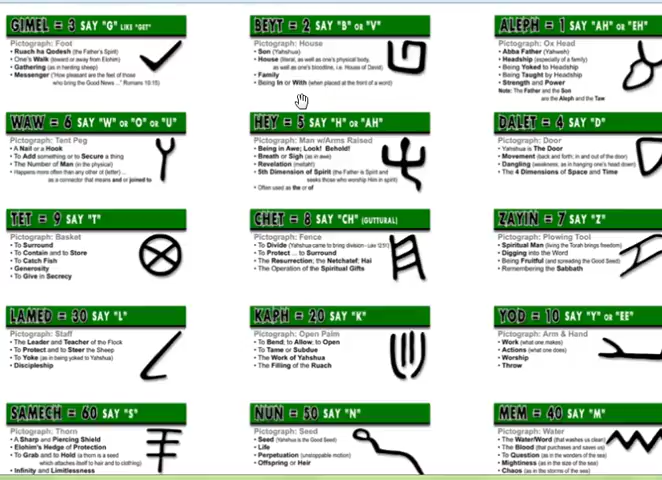 GIMEL = 3 SAY "G" LIKE "GET"
Pictograph: Foot
• Ruach ha Qodesh (the Father's Spirit)
• One's Walk (toward or away from Elohim)
• Gathering (as in herding sheep)
• Messenger ("How pleasant are the feet of those
who bring the Good News ..." Romans 10:15)
BEYT = 2 SAY "B" OR "V"
Pictograph: House
• Son (Yahshua)
• House (literal, as well as one's physical body,
as well as one's bloodline, i.e. House of David)
• Family
• Being In or With (when placed at the front of a word)
ALEPH = 1 SAY "AH" OR "EH"
Pictograph: Ox Head
• Abba Father (Yahweh)
• Headship (especially of a family)
• Being Yoked to Headship
• Being Taught by Headship
• Strength and Power
Note: The Father and the Son
are the Aleph and the Taw
WAW = 6 SAY "W" OR "O" OR "U"
Pictograph: Tent Peg
• A Nail or a Hook
• To Add something or to Secure a thing
• The Number of Man (in the physical)
• Happens more often than any other of (letter) ...
as a connector that means and or joined to
HEY = 5 SAY "H" OR "AH"
Pictograph: Man w/Arms Raised
• Being in Awe; Look! Behold!
• Breath or Sigh (as in awe)
• Revelation
• 5th Dimension of Spirit (the Father is Spirit and
seeks those who worship Him in spirit)
• Often used as the or of
DALET = 4 SAY "D"
Pictograph: Door
• Yahshua is The Door
• Movement (back and forth; in and out of the door)
• Dangling (weakness, as in hanging one's head down)
• The 4 Dimensions of Space and Time
TET = 9 SAY "T"
Pictograph: Basket
• To Surround
• To Contain and to Store
• To Catch Fish
• Generosity
• To Give in Secrecy
CHET = 8 SAY "CH" (GUTTURAL)
Pictograph: Fence
• To Divide (Yahshua came to bring division -
• To Protect ... to Surround
• The Resurrection; the Netchatef; Hai
• The Operation of the Spiritual Gifts
ZAYIN = 7 SAY "Z"
Pictograph: Plowing Tool
• Spiritual Man (living the Torah brings freedom)
• Digging into the Word
• Being Fruitful (and spreading the Good Seed)
• Remembering the Sabbath
LAMED = 30 SAY "L"
Pictograph: Staff
• The Leader and Teacher of the Flock
• To Protect and to Steer the Sheep
• To Yoke (as in being yoked to Yahshua)
• Discipleship
KAPH = 20 SAY "K"
Pictograph: Open Palm
• To Bend; to Allow; to Open
• To Tame or Subdue
• The Work of Yahshua
• The Filling of the Ruach
YOD = 10 SAY "Y" OR "EE"
Pictograph: Arm & Hand
• Work (what one makes)
• Actions (what one does)
• Worship
• Throw
SAMECH = 60 SAY "S"
Pictograph: Thorn
• A Sharp and Piercing Shield
• Elohim's Hedge of Protection
• To Grab and to Hold (a thorn is a seed
which attaches itself to hair and to clothing)
• Infinity and Limitlessness
NUN = 50 SAY "N"
Pictograph: Seed
• Seed (Yahshua is the Good Seed)
• Life
• Perpetuation (unstoppable motion)
• Offspring or Heir
MEM = 40 SAY "M"
Pictograph: Water
• The Water/Word (that washes us clean)
• The Blood (that purchases and saves us)
• To Question (as in the wonders of the sea)
• Mightiness (as in the size of the sea)
• Chaos (as in the storms of the sea)